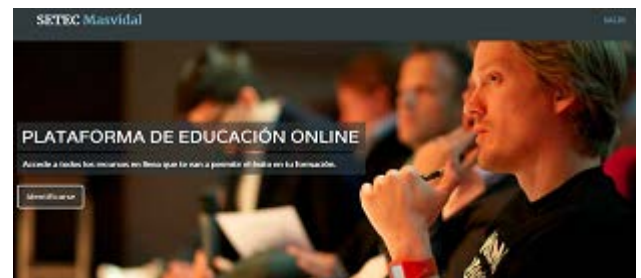 SETEC Masvidal
PLATAFORMA DE EDUCACIÓN ONLINE
Accede a todos los recursos en línea que te van a permitir el éxito en tu formación.
Identificarse